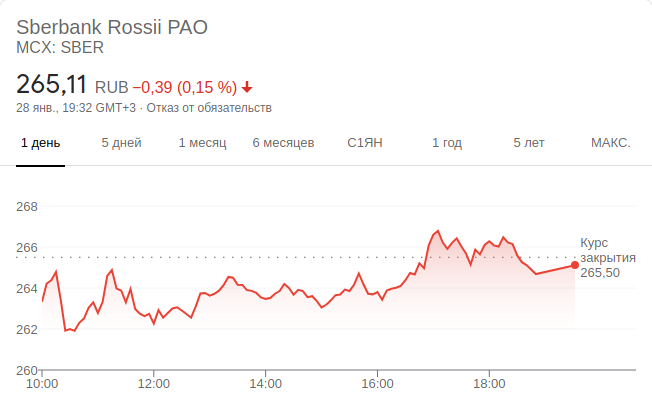 Sberbank Rossii PAO
MCX: SBER
265,11 RUB −0,39 (0,15 %) ↓
28 янв., 19:32 GMT+3 · Отказ от обязательств
1 день 5 дней 1 месяц 6 месяцев С1ЯН 1 год 5 лет МАКС.
268
266
264
262
260
Курс
закрытия
265,50
10:00 12:00 14:00 16:00 18:00